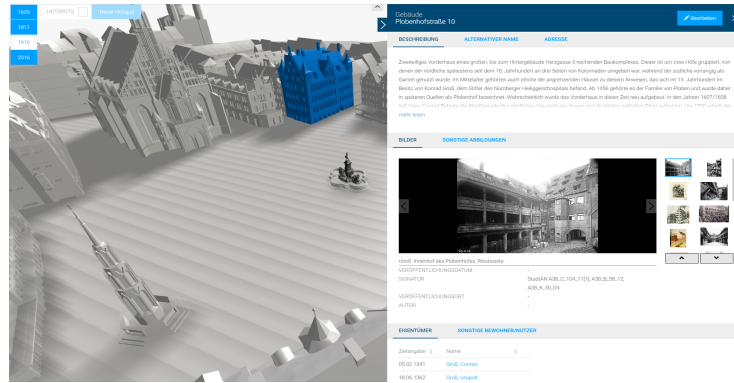 1620
1811
1910
2016
HOTSPOTS
Neuer Hotspot
Gebäude
Plobenhofstraße 10
Bearbeiten
BESCHREIBUNG ALTERNATIVER NAME ADRESSE
Zweiteiliges Vorderhaus eines großen, bis zum Hintergebäude Herzgasse 3 reichenden Baukomplexes. Dieser ist um zwei Höfe gruppiert, von
denen der nördliche spätestens seit dem 18. Jahrhundert an drei Seiten von Kolonnaden umgeben war, während der südliche vorrangig als
Garten genutzt wurde. Im Mittelalter gehörten auch etliche der angrenzenden Häuser zu diesem Anwesen, das sich im 14. Jahrhundert im
Besitz von Konrad Groß, dem Stifter des Nürnberger Heiliggeisthospitals befand. Ab 1456 gehörte es der Familie von Ploben und wurde daher
in späteren Quellen als Plobenhof bezeichnet. Wahrscheinlich wurde das Vorderhaus in dieser Zeit neu aufgebaut. In den Jahren 1607/1608
mehr lesen
BILDER SONSTIGE ABBILDUNGEN
nördl. Innenhof des Plobenhofes, Westseite
VERÖFFENTLICHUNGSDATUM -
SIGNATUR StadtAN A38_C_104_11[1], A38_B_98_12,
A38_K_40_D4
VERÖFFENTLICHUNGSORT -
AUTOR -
EIGENTÜMER SONSTIGE BEWOHNER/NUTZER
Zeitangabe Name
05.02.1341 Groß, Conrad
18.06.1362 Groß, Leupolt